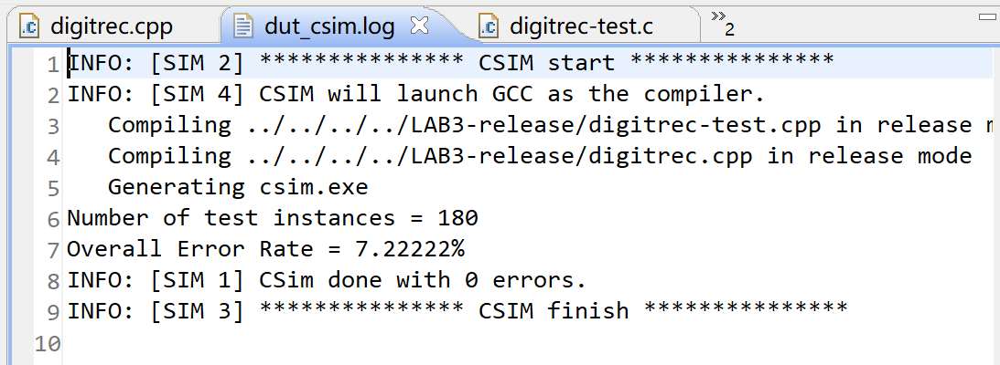 digitrec.cpp dut_csim.log digitrec-test.c »2
1 INFO: [SIM 2] *************** CSIM start ***************
2 INFO: [SIM 4] CSIM will launch GCC as the compiler.
3 Compiling ../../../../LAB3-release/digitrec-test.cpp in release m
4 Compiling ../../../../LAB3-release/digitrec.cpp in release mode
5 Generating csim.exe
6 Number of test instances = 180
7 Overall Error Rate = 7.22222%
8 INFO: [SIM 1] CSim done with 0 errors.
9 INFO: [SIM 3] *************** CSIM finish ***************
10